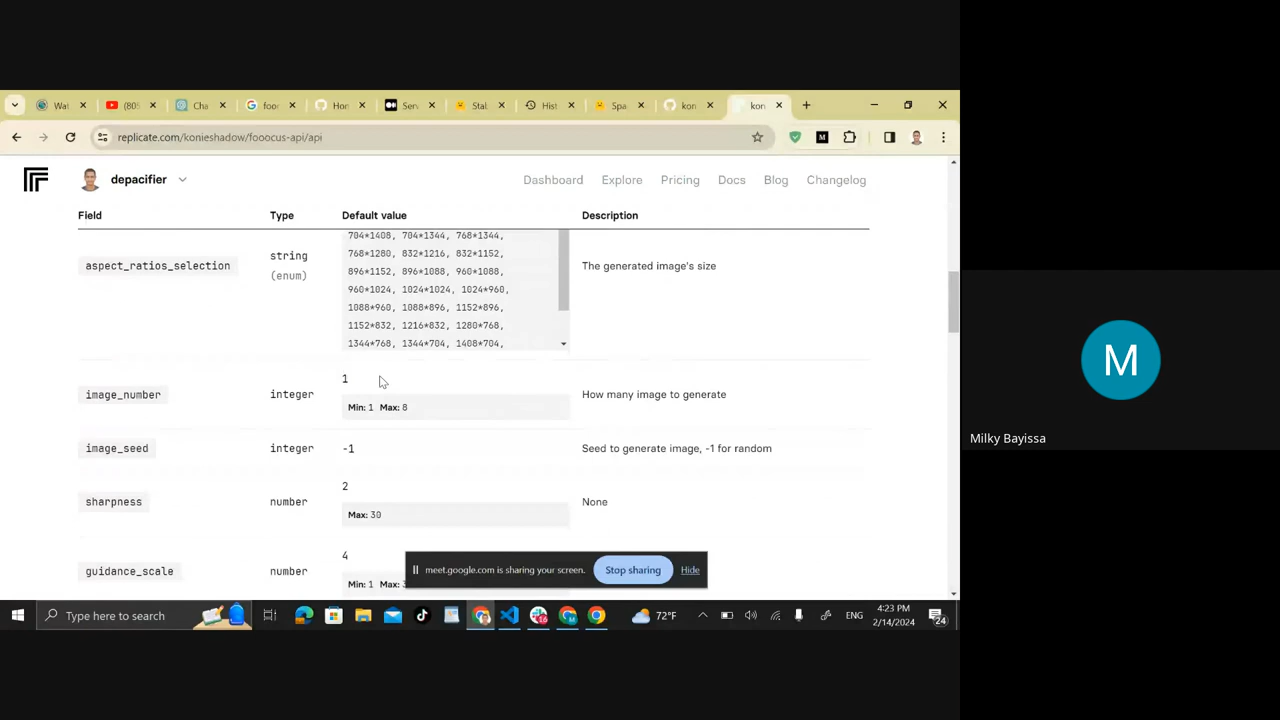 Wat
(80
Cha
foo
Hon
Serv
Stal
Hist
Spa
kon
kon
replicate.com/konieshadow/fooocus-api/api
depacifier
Dashboard Explore Pricing Docs Blog Changelog
Field Type Default value Description
704*1408, 704*1344, 768*1344,
768*1280, 832*1216, 832*1152,
896*1152, 896*1088, 960*1088,
960*1024, 1024*1024, 1024*960,
1088*960, 1088*896, 1152*896,
1152*832, 1216*832, 1280*768,
1344*768, 1344*704, 1408*704,
aspect_ratios_selection
string
(enum)
The generated image's size
image_number integer 1 How many image to generate
Min: 1 Max: 8
image_seed integer -1 Seed to generate image, -1 for random
sharpness number 2 None
Max: 30
guidance_scale number 4
Min: 1 Max:
meet.google.com is sharing your screen. Stop sharing Hide
Type here to search
16
72°F
ENG
4:23 PM
2/14/2024
24
M
Milky Bayissa